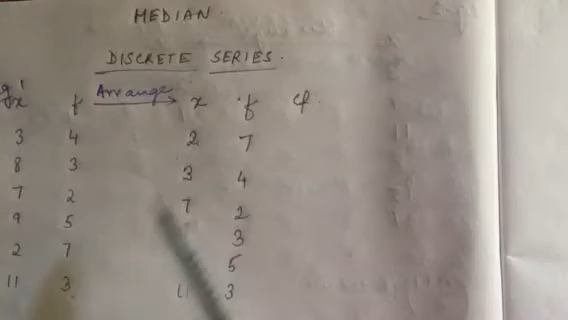 MEDIAN.
DISCRETE SERIES.
x f Arrange x f cf.
3 4 2 7
8 3 3 4
7 2 7 2
9 5 3
2 7 5
11 3 11 3